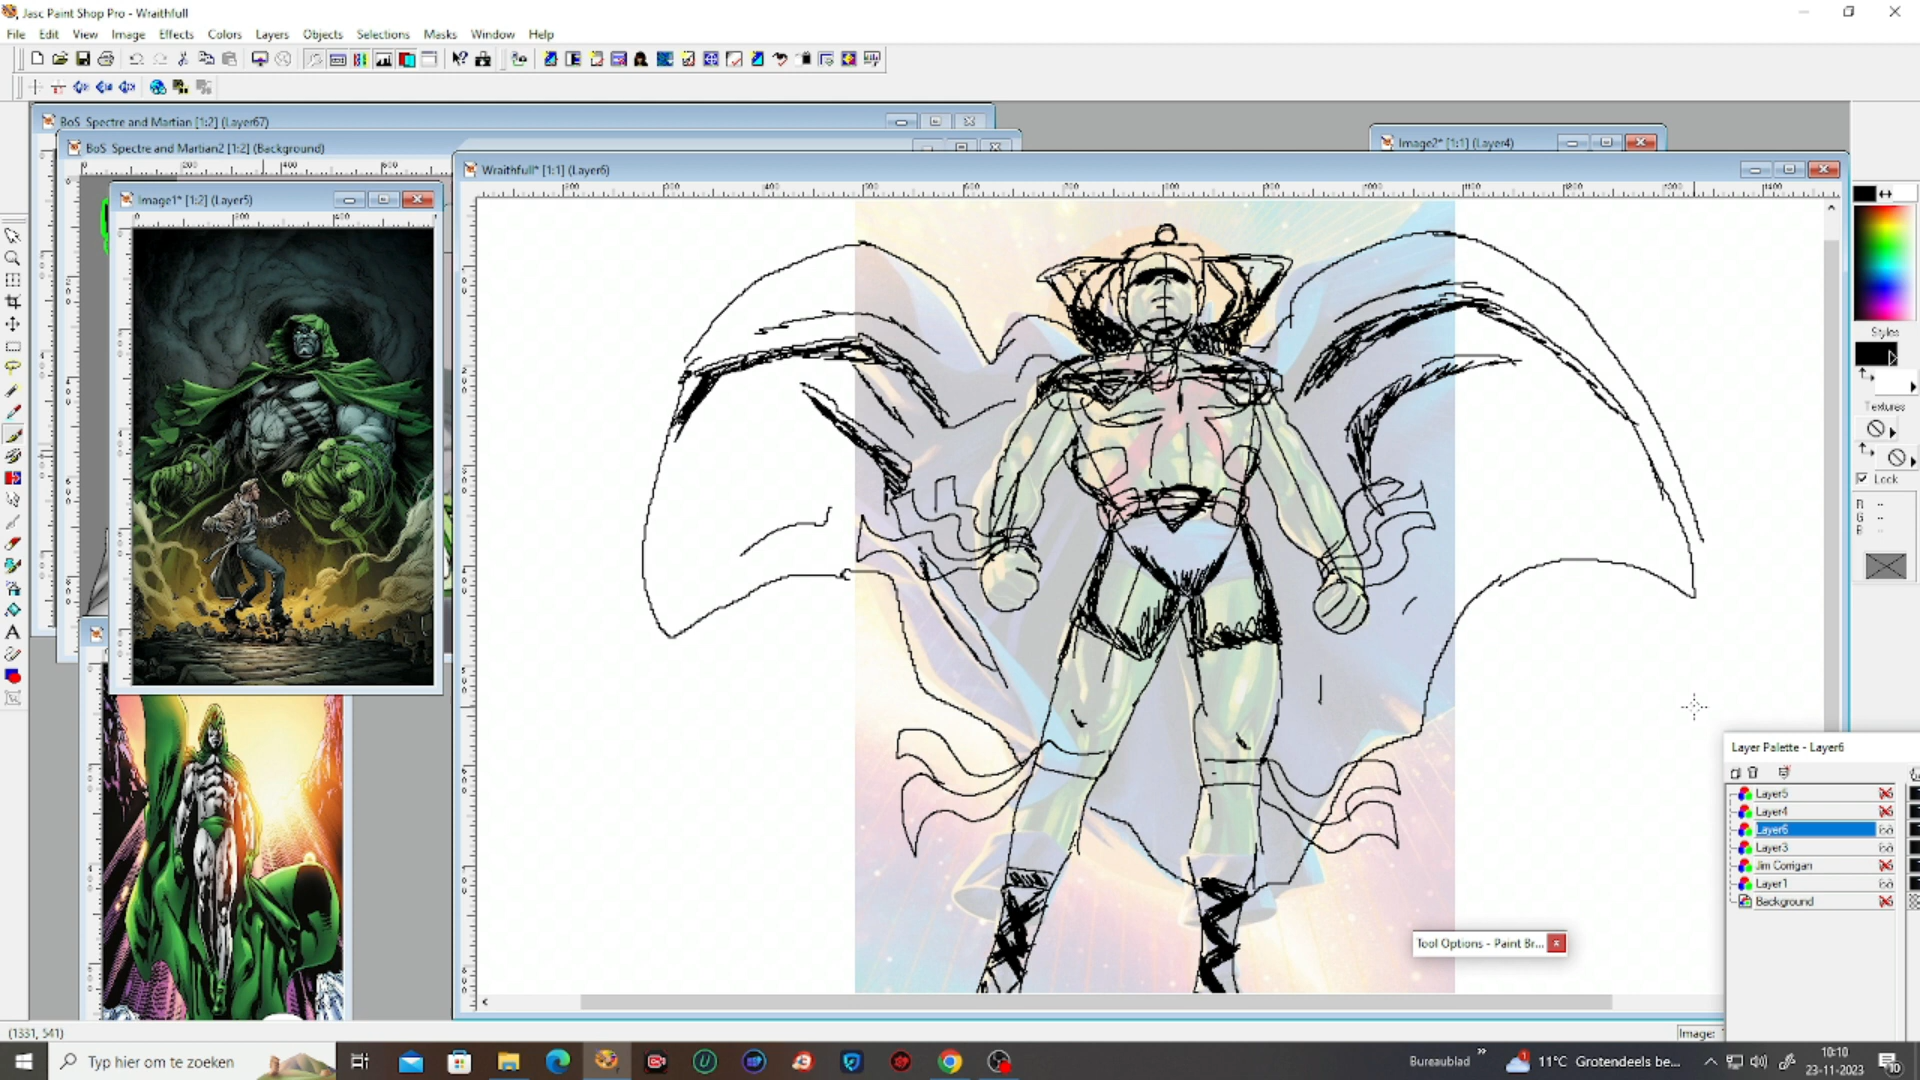 Jasc Paint Shop Pro - Wraithfull
File Edit View Image Effects Colors Layers Objects Selections Masks Window Help
BoS Spectre and Martian [1:2] (Layer67)
BoS Spectre and Martian2 [1:2] (Background)
Image2* [1:1] (Layer4)
Wraithfull* [1:1] (Layer6)
Image1* [1:2] (Layer5)
Styles
Textures
Lock
R --
G --
B --
Layer Palette - Layer6
Layer5
Layer4
Layer6
Layer3
Jim Corrigan
Layer1
Background
Tool Options - Paint Br...
(1331, 541)
Image:
Typ hier om te zoeken
Bureaublad
11°C Grotendeels be...
10:10
23-11-2023